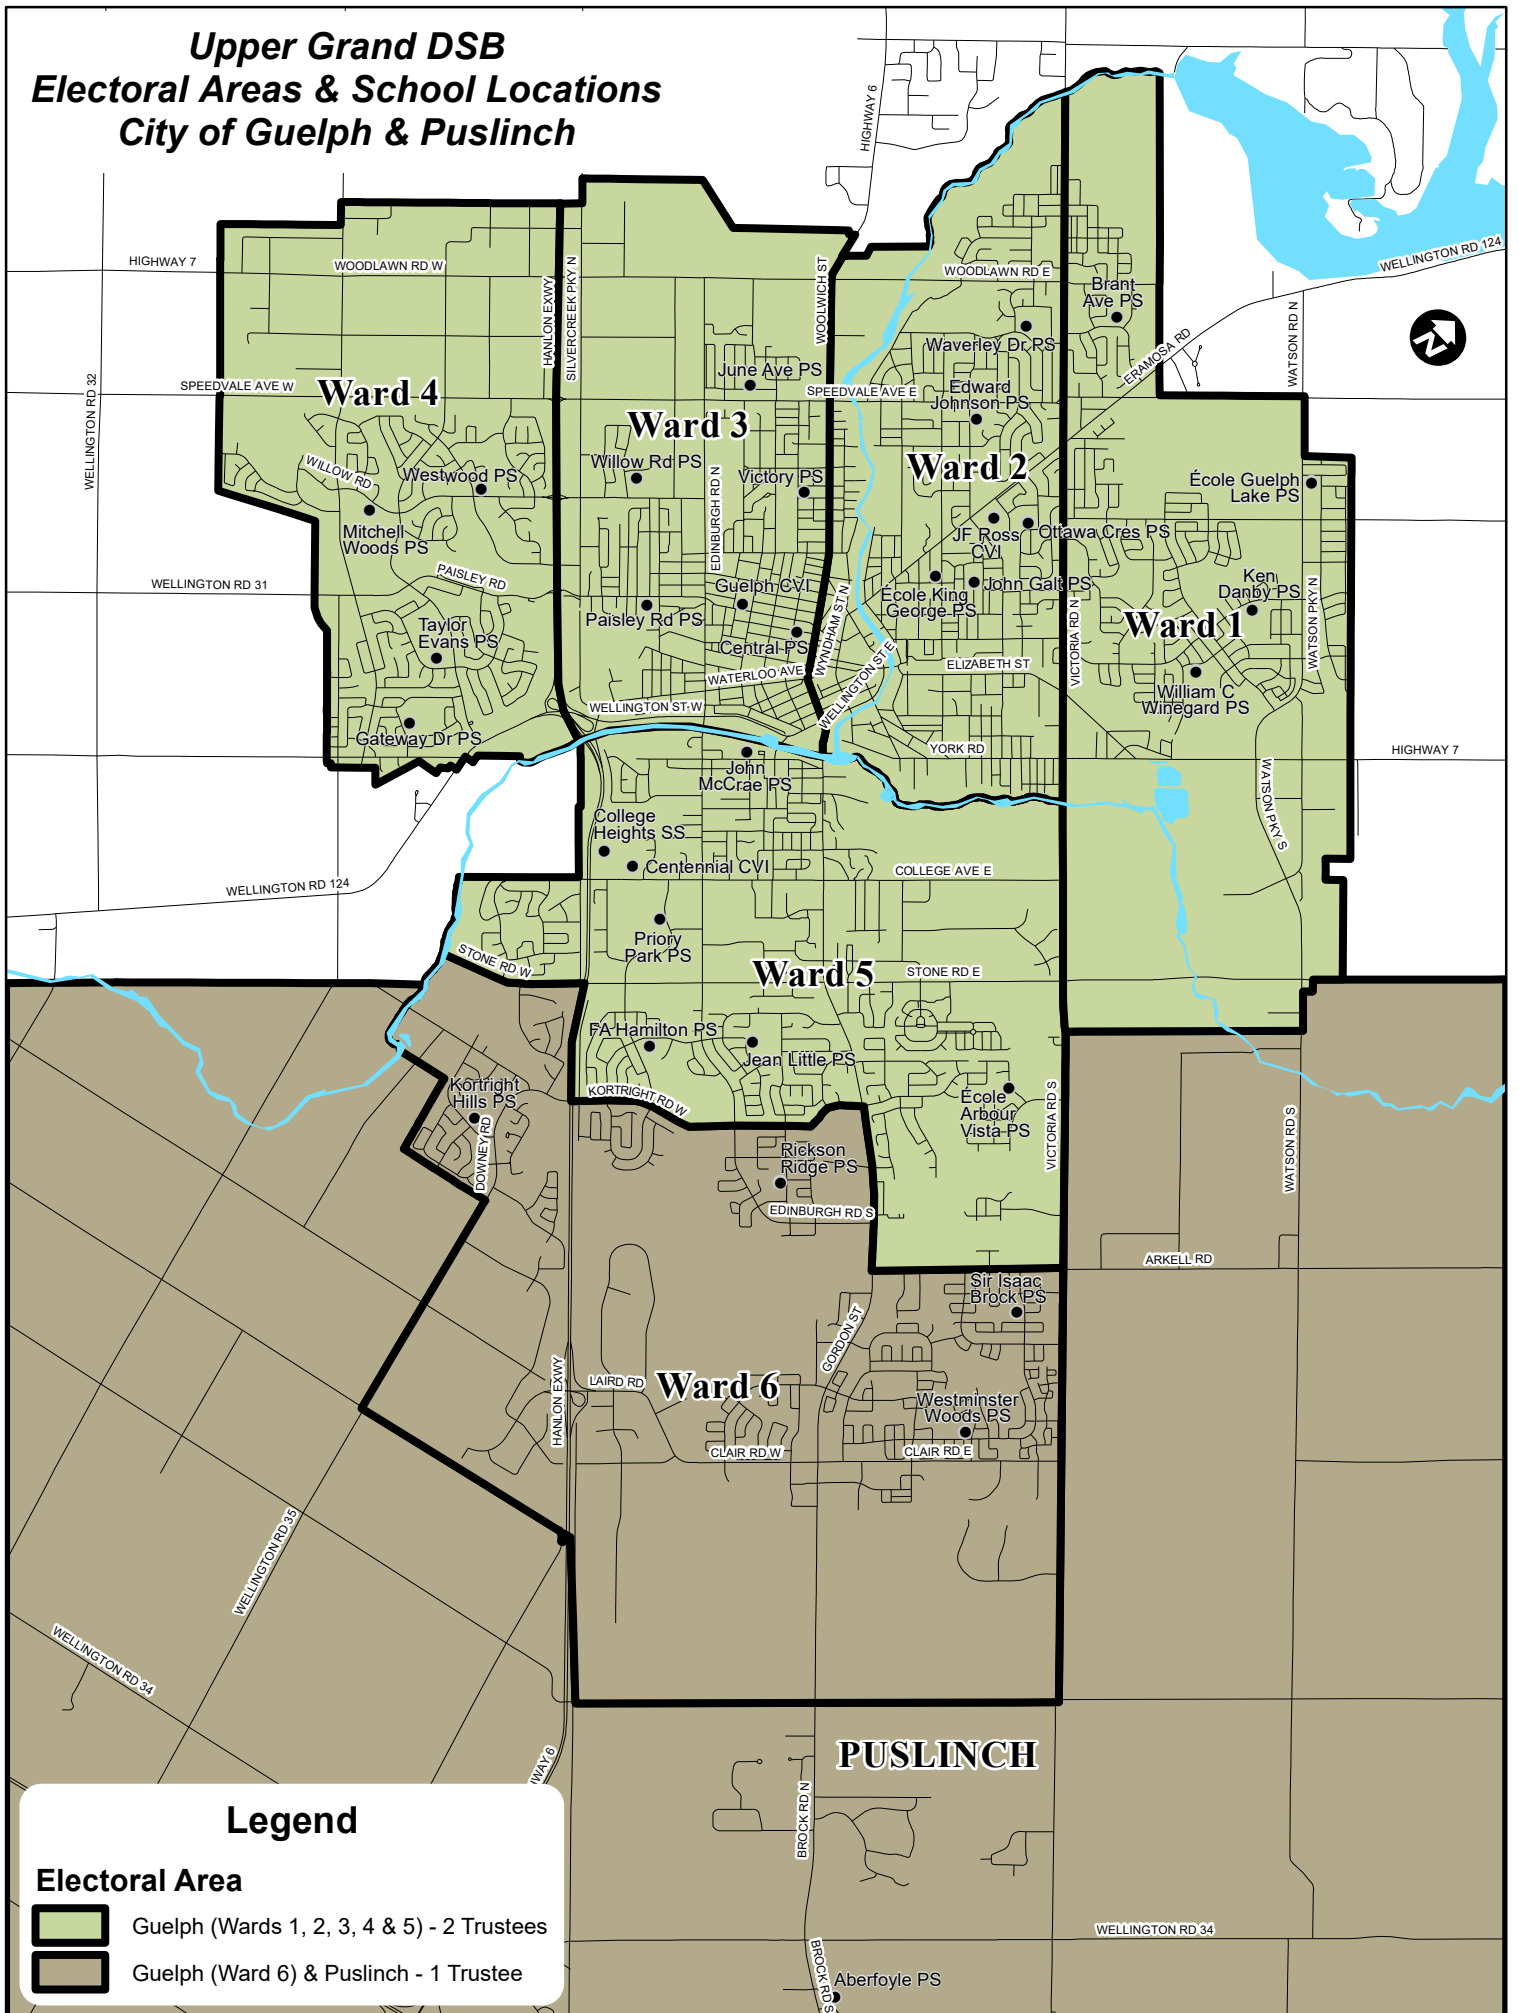 Upper Grand DSB
Electoral Areas & School Locations
City of Guelph & Puslinch
HIGHWAY 6
HIGHWAY 7
WOODLAWN RD W
HANLON EXWY
SILVERCREEK PKY N
WOOLWICH ST
WOODLAWN RD E
WELLINGTON RD 124
Brant
Ave PS
Waverley Dr PS
ERAMOSA RD
WATSON RD N
N
WELLINGTON RD 32
SPEEDVALE AVE W
Ward 4
June Ave PS
SPEEDVALE AVE E
Edward
Johnson PS
Ward 3
Ward 2
WILLOW RD
Westwood PS
Willow Rd PS
EDINBURGH RD N
Victory PS
École Guelph
Lake PS
Mitchell
Woods PS
JF Ross
CVI
Ottawa Cres PS
WELLINGTON RD 31
PAISLEY RD
Guelph CVI
École King
George PS
John Galt PS
Ken
Danby PS
Paisley Rd PS
WYNDHAM ST N
VICTORIA RD N
Ward 1
WATSON PKY N
Taylor
Evans PS
Central PS
WATERLOO AVE
WELLINGTON ST E
ELIZABETH ST
William C
Winegard PS
WELLINGTON ST W
Gateway Dr PS
YORK RD
HIGHWAY 7
John
McCrae PS
WATSON PKY S
College
Heights SS
Centennial CVI
COLLEGE AVE E
WELLINGTON RD 124
Priory
Park PS
STONE RD W
Ward 5
STONE RD E
FA Hamilton PS
Jean Little PS
Kortright
Hills PS
KORTRIGHT RD W
École
Arbour
Vista PS
VICTORIA RD S
WATSON RD S
DOWNEY RD
Rickson
Ridge PS
EDINBURGH RD S
ARKELL RD
Sir Isaac
Brock PS
GORDON ST
HANLON EXWY
LAIRD RD
Ward 6
Westminster
Woods PS
CLAIR RD W
CLAIR RD E
WELLINGTON RD 35
WELLINGTON RD 34
PUSLINCH
HWAY 6
BROCK RD N
Legend
Electoral Area
Guelph (Wards 1, 2, 3, 4 & 5) - 2 Trustees
Guelph (Ward 6) & Puslinch - 1 Trustee
WELLINGTON RD 34
BROCK RD S
Aberfoyle PS